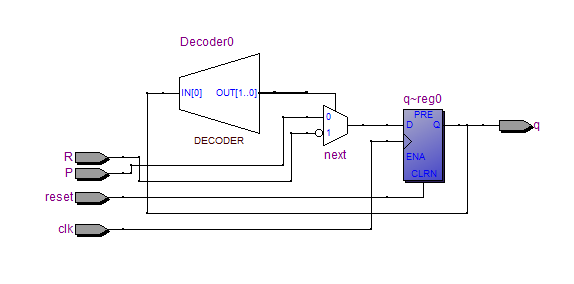 Decoder0
IN[0] OUT[1..0]
DECODER
0
1
next
q~reg0
PRE
D Q
ENA
CLRN
q
R
P
reset
clk